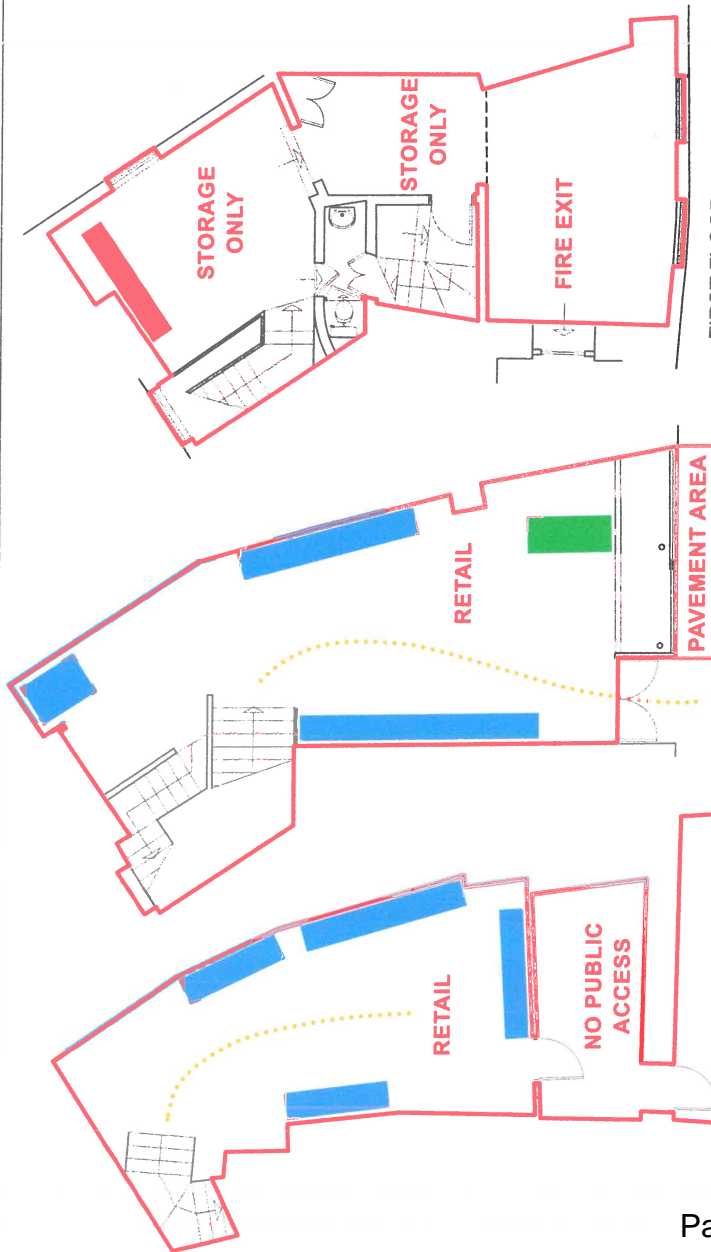 STORAGE
ONLY
STORAGE
ONLY
FIRE EXIT
RETAIL
PAVEMENT AREA
RETAIL
NO PUBLIC
ACCESS
Pa